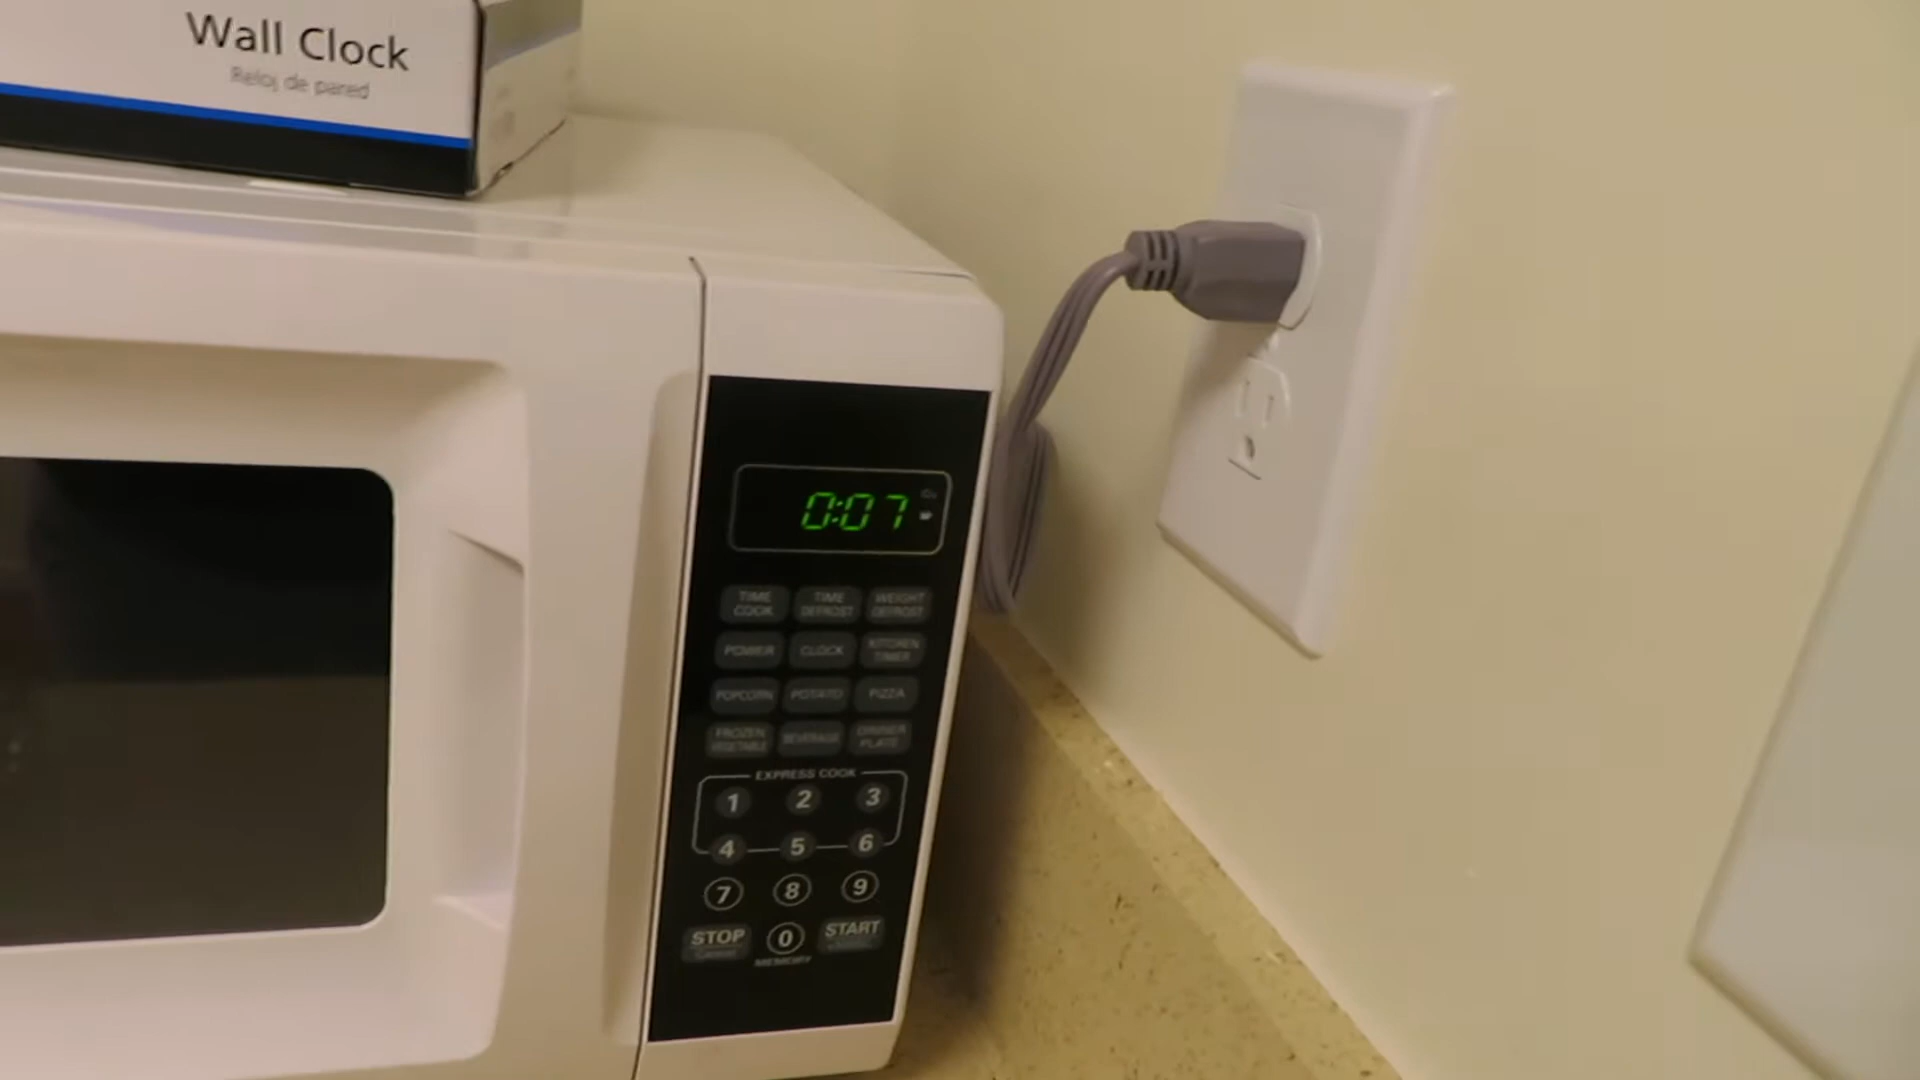 Wall Clock
Reloj de pared
0:07
TIME COOK
TIME DEFROST
WEIGHT DEFROST
POWER
CLOCK
KITCHEN TIMER
POPCORN
POTATO
PIZZA
FROZEN VEGETABLE
BEVERAGE
DINNER PLATE
EXPRESS COOK
1 2 3
4 5 6
7 8 9
STOP
0
START
MEMORY